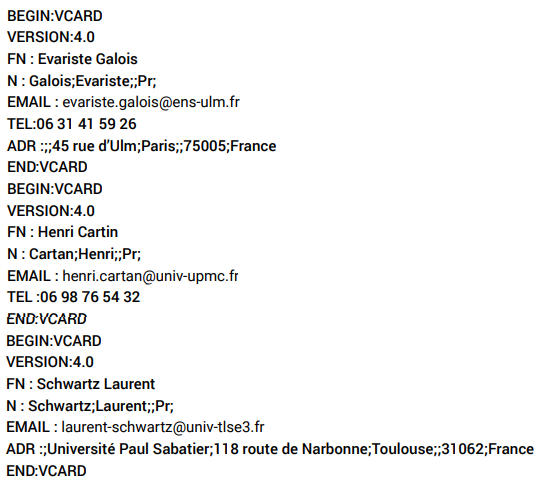 BEGIN:VCARD
VERSION:4.0
FN : Evariste Galois
N : Galois;Evariste;;Pr;
EMAIL : evariste.galois@ens-ulm.fr
TEL:06 31 41 59 26
ADR :;;45 rue d’Ulm;Paris;;75005;France
END:VCARD
BEGIN:VCARD
VERSION:4.0
FN : Henri Cartin
N : Cartan;Henri;;Pr;
EMAIL : henri.cartan@univ-upmc.fr
TEL :06 98 76 54 32
END:VCARD
BEGIN:VCARD
VERSION:4.0
FN : Schwartz Laurent
N : Schwartz;Laurent;;Pr;
EMAIL : laurent-schwartz@univ-tlse3.fr
ADR :;Université Paul Sabatier;118 route de Narbonne;Toulouse;;31062;France
END:VCARD